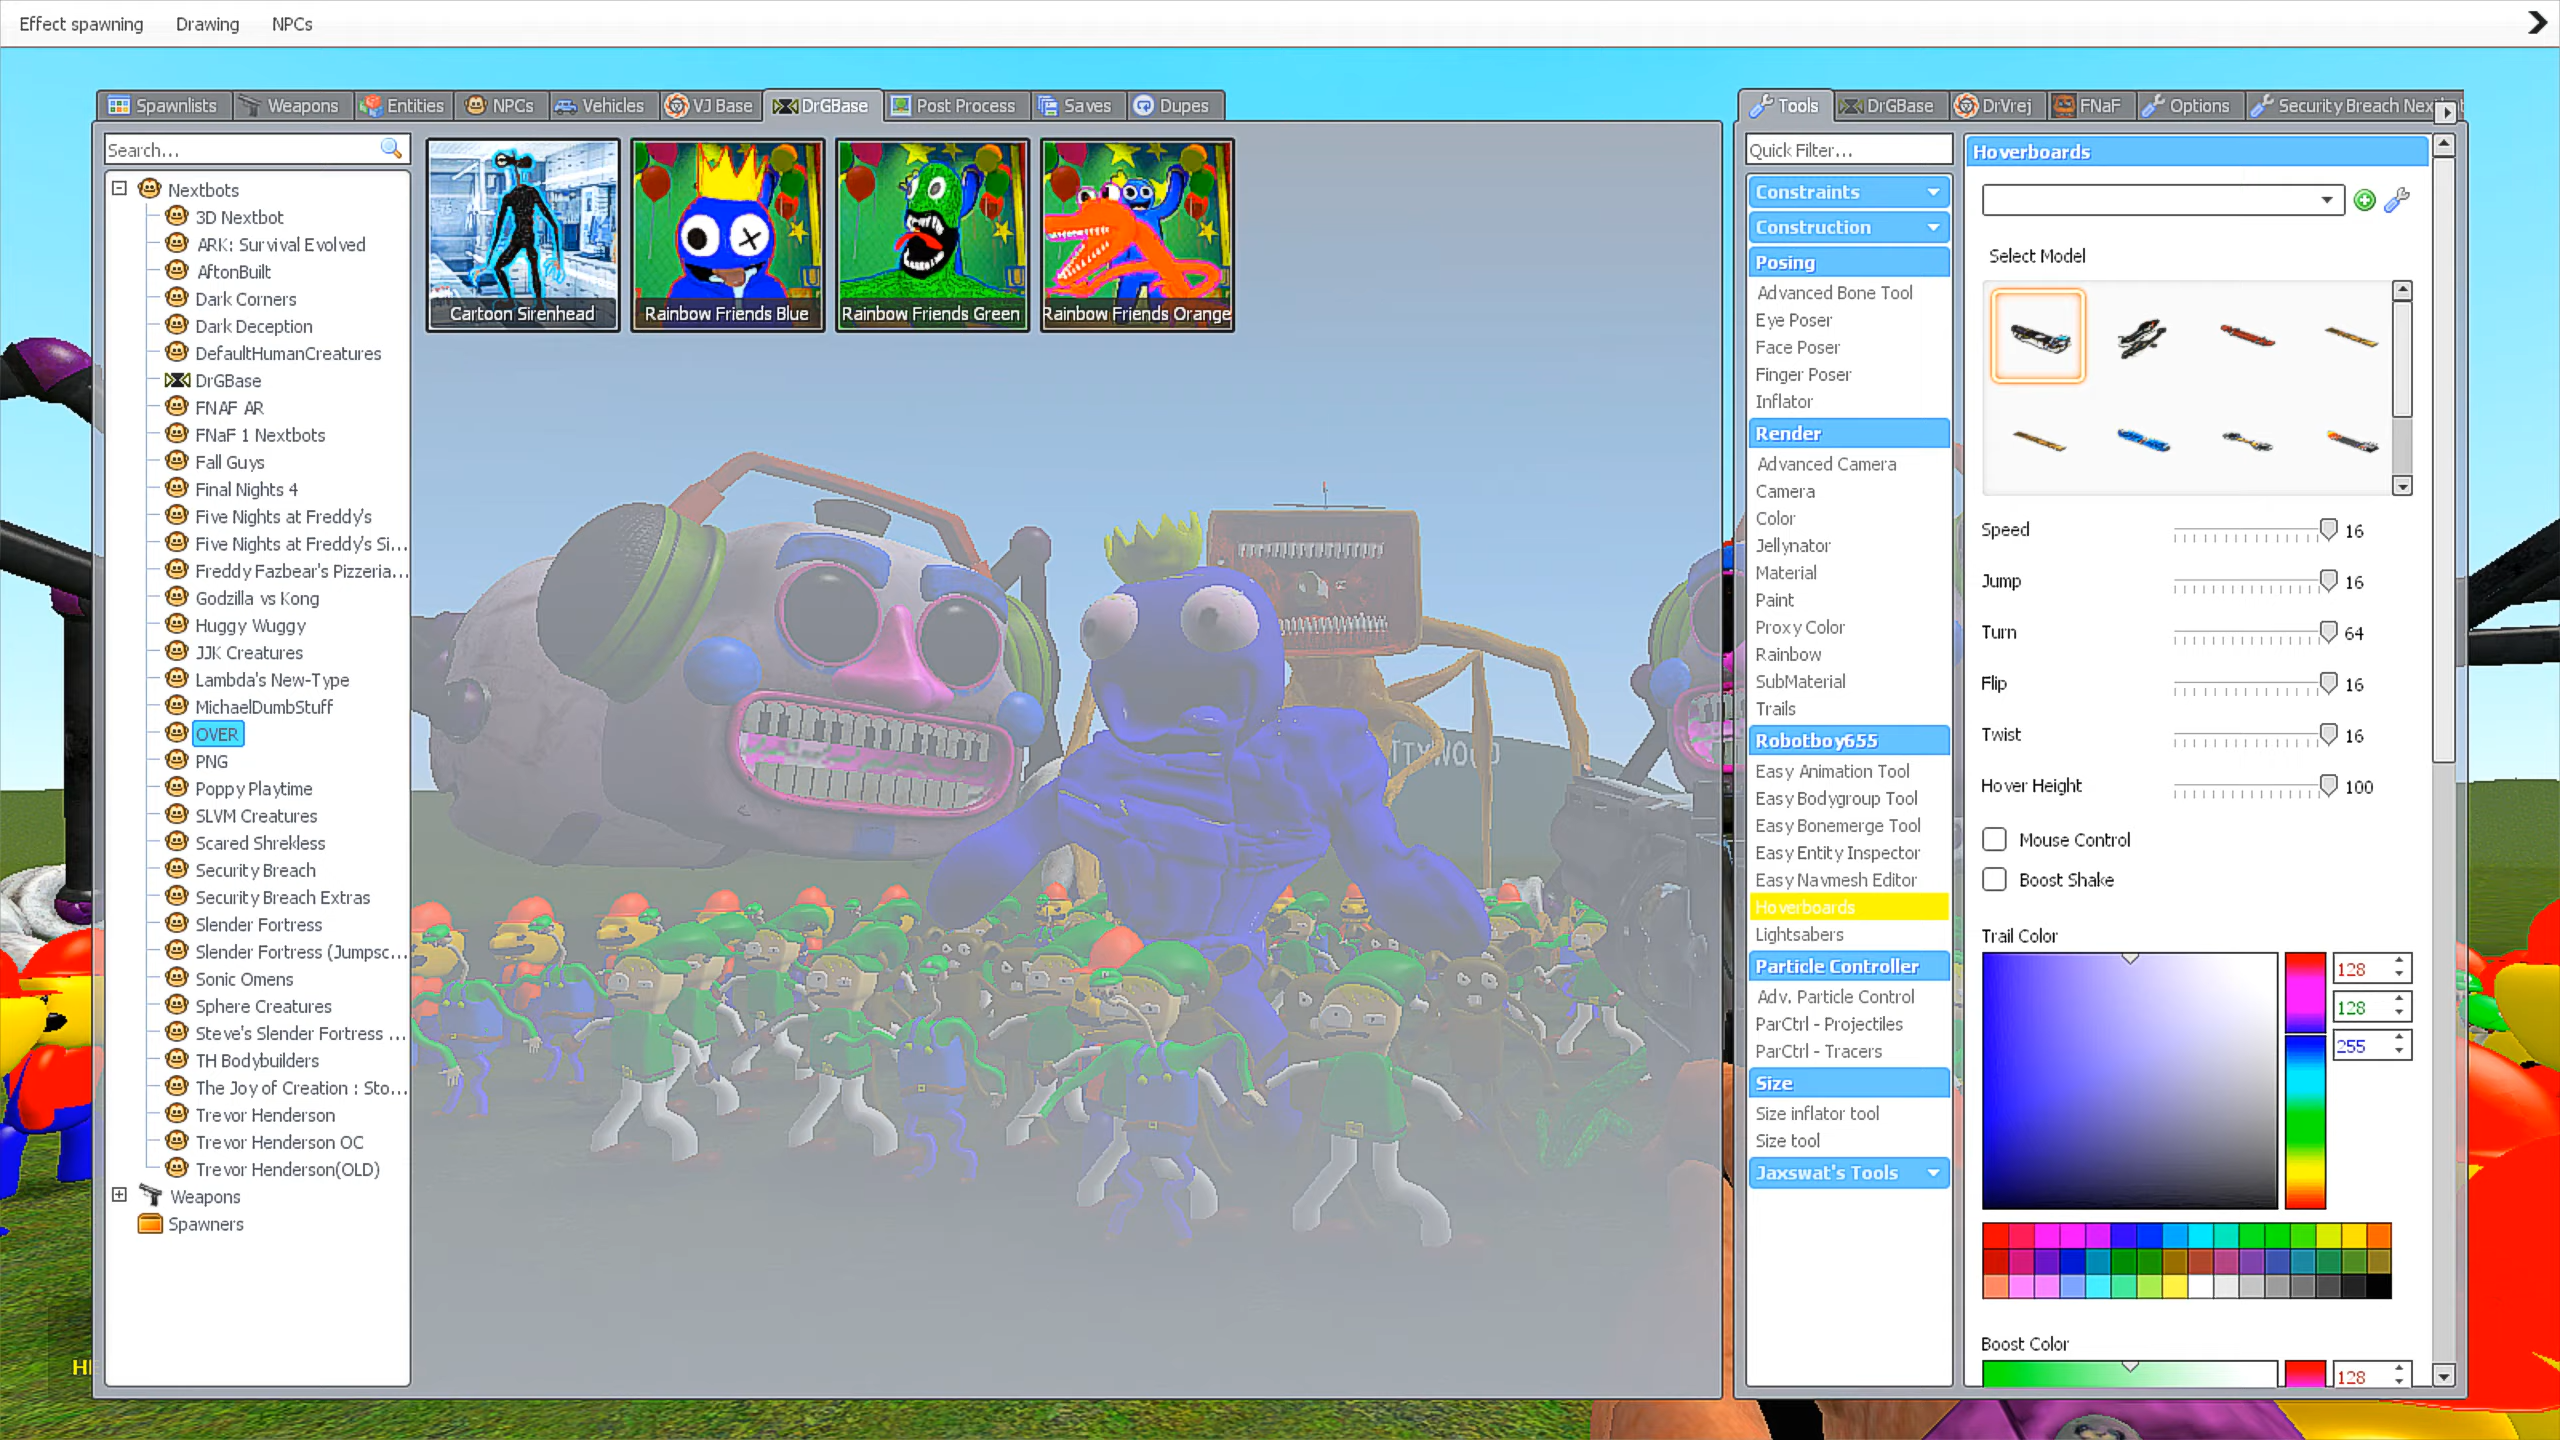 Effect spawning Drawing NPCs
Spawnlists Weapons Entities NPCs Vehicles VJ Base DrGBase Post Process Saves Dupes
Search...
Nextbots
3D Nextbot
ARK: Survival Evolved
AftonBuilt
Dark Corners
Dark Deception
DefaultHumanCreatures
DrGBase
FNAF AR
FNaF 1 Nextbots
Fall Guys
Final Nights 4
Five Nights at Freddy's
Five Nights at Freddy's Si...
Freddy Fazbear's Pizzeria...
Godzilla vs Kong
Huggy Wuggy
JJK Creatures
Lambda's New-Type
MichaelDumbStuff
OVER
PNG
Poppy Playtime
SLVM Creatures
Scared Shrekless
Security Breach
Security Breach Extras
Slender Fortress
Slender Fortress (Jumpsc...
Sonic Omens
Sphere Creatures
Steve's Slender Fortress ...
TH Bodybuilders
The Joy of Creation : Sto...
Trevor Henderson
Trevor Henderson OC
Trevor Henderson(OLD)
Weapons
Spawners
Cartoon Sirenhead
Rainbow Friends Blue
Rainbow Friends Green
Rainbow Friends Orange
Tools DrGBase DrVrej FNaF Options Security Breach Next
Quick Filter...
Constraints
Construction
Posing
Advanced Bone Tool
Eye Poser
Face Poser
Finger Poser
Inflator
Render
Advanced Camera
Camera
Color
Jellynator
Material
Paint
Proxy Color
Rainbow
SubMaterial
Trails
Robotboy655
Easy Animation Tool
Easy Bodygroup Tool
Easy Bonemerge Tool
Easy Entity Inspector
Easy Navmesh Editor
Hoverboards
Lightsabers
Particle Controller
Adv. Particle Control
ParCtrl - Projectiles
ParCtrl - Tracers
Size
Size inflator tool
Size tool
Jaxswat's Tools
Hoverboards
Select Model
Speed 16
Jump 16
Turn 64
Flip 16
Twist 16
Hover Height 100
Mouse Control
Boost Shake
Trail Color
128
128
255
Boost Color
128
TTYWOOD